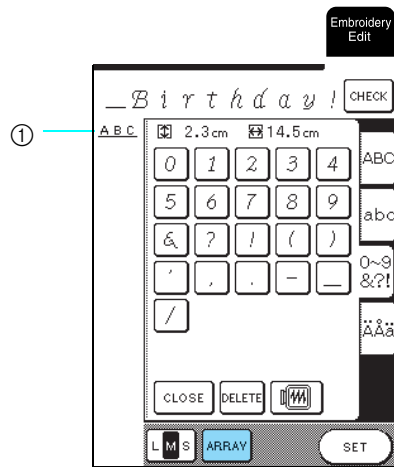 Embroidery
Edit
_Birthday! CHECK
① ABC 2.3cm 14.5cm
0 1 2 3 4 ABC
5 6 7 8 9 abc
& ? ! ( ) 0~9
&?!
' , . - _
/ ÄÅä
CLOSE DELETE
L M S ARRAY SET